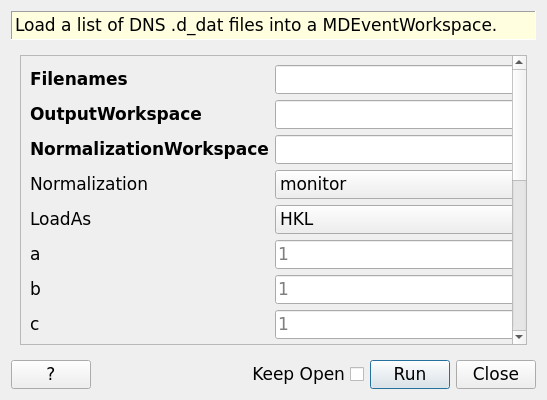 Load a list of DNS .d_dat files into a MDEventWorkspace.
Filenames
OutputWorkspace
NormalizationWorkspace
Normalization monitor
LoadAs HKL
a 1
b 1
c 1
? Keep Open Run Close